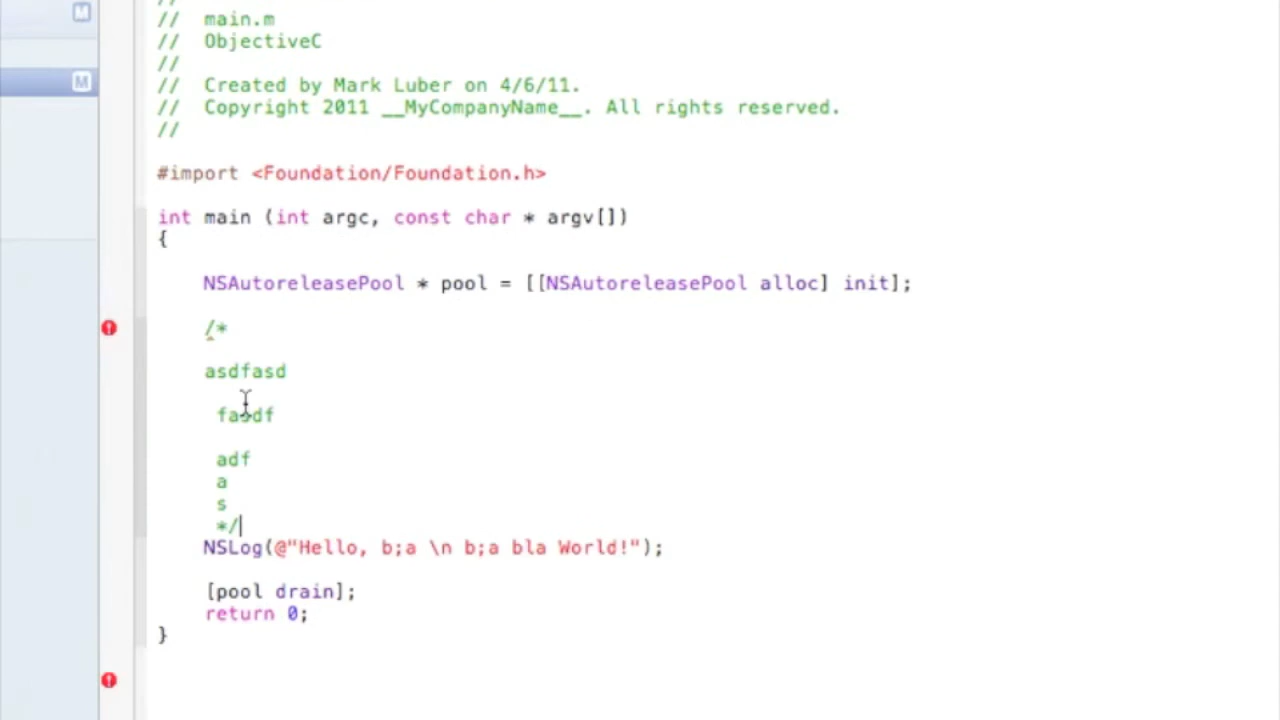 //
M
// main.m
// ObjectiveC
//
// Created by Mark Luber on 4/6/11.
M
// Copyright 2011 __MyCompanyName__. All rights reserved.
//
#import <Foundation/Foundation.h>
int main (int argc, const char * argv[])
{
NSAutoreleasePool * pool = [[NSAutoreleasePool alloc] init];
/*
asdfasd
fasdf
adf
a
s
*/
NSLog(@"Hello, b;a \n b;a bla World!");
[pool drain];
return 0;
}